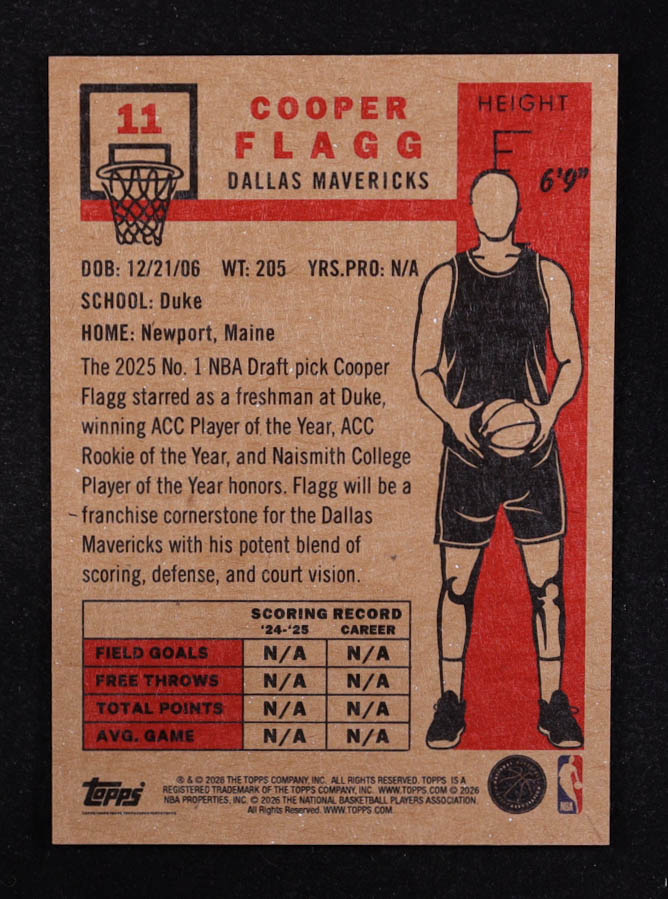 11
COOPER
FLAGG
DALLAS MAVERICKS
HEIGHT
F
6'9"
DOB: 12/21/06 WT: 205 YRS.PRO: N/A
SCHOOL: Duke
HOME: Newport, Maine
The 2025 No. 1 NBA Draft pick Cooper
Flagg starred as a freshman at Duke,
winning ACC Player of the Year, ACC
Rookie of the Year, and Naismith College
Player of the Year honors. Flagg will be a
franchise cornerstone for the Dallas
Mavericks with his potent blend of
scoring, defense, and court vision.
SCORING RECORD
'24-'25 CAREER
FIELD GOALS N/A N/A
FREE THROWS N/A N/A
TOTAL POINTS N/A N/A
AVG. GAME N/A N/A
Topps
® & © 2026 THE TOPPS COMPANY, INC. ALL RIGHTS RESERVED. TOPPS IS A
REGISTERED TRADEMARK OF THE TOPPS COMPANY, INC. WWW.TOPPS.COM © 2026
NBA PROPERTIES, INC. © 2026 THE NATIONAL BASKETBALL PLAYERS ASSOCIATION.
All Rights Reserved. WWW.TOPPS.COM.
NBA